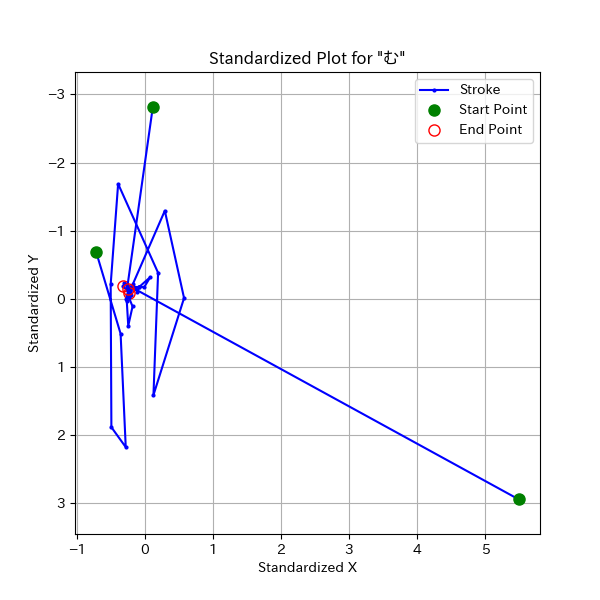 Standardized Plot for "む"
Stroke
Start Point
End Point
Standardized Y
−3
−2
−1
0
1
2
3
−1 0 1 2 3 4 5
Standardized X